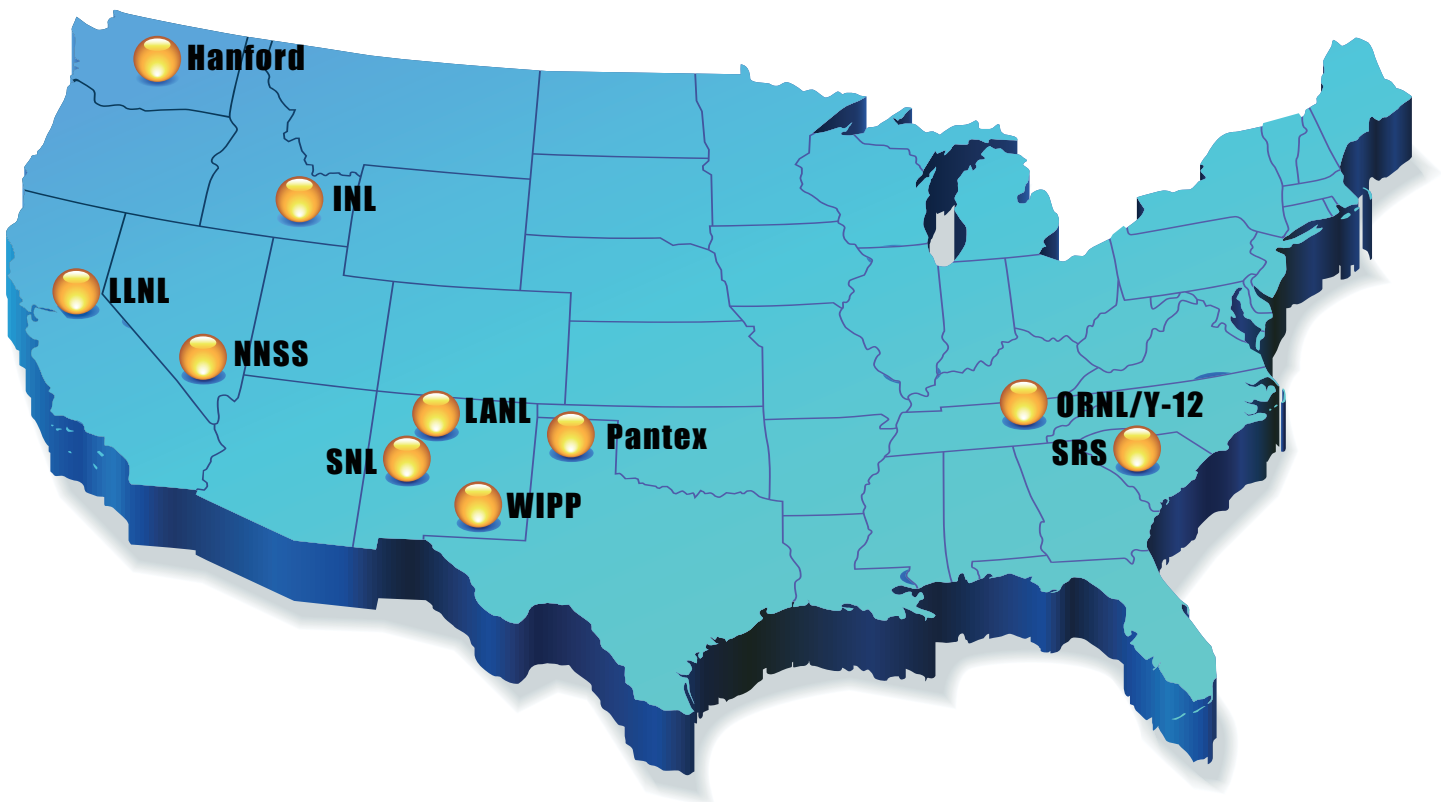 Hanford
INL
LLNL
NNSS
LANL
ORNL/Y-12
Pantex
SRS
SNL
WIPP